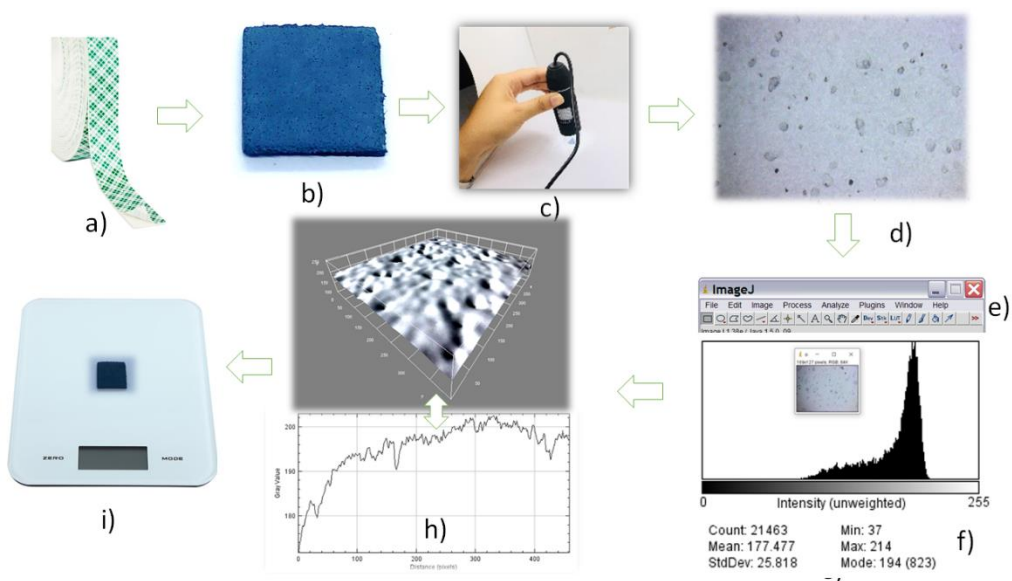 a)
b)
c)
d)
ImageJ
File Edit Image Process Analyze Plugins Window Help
e)
Intensity (unweighted)
0
255
Count: 21463 Min: 37
Mean: 177.477 Max: 214
StdDev: 25.818 Mode: 194 (823)
f)
200
190
180
Gray Value
0 100 200 300 400
Distance (pixels)
h)
ZERO MODE
i)